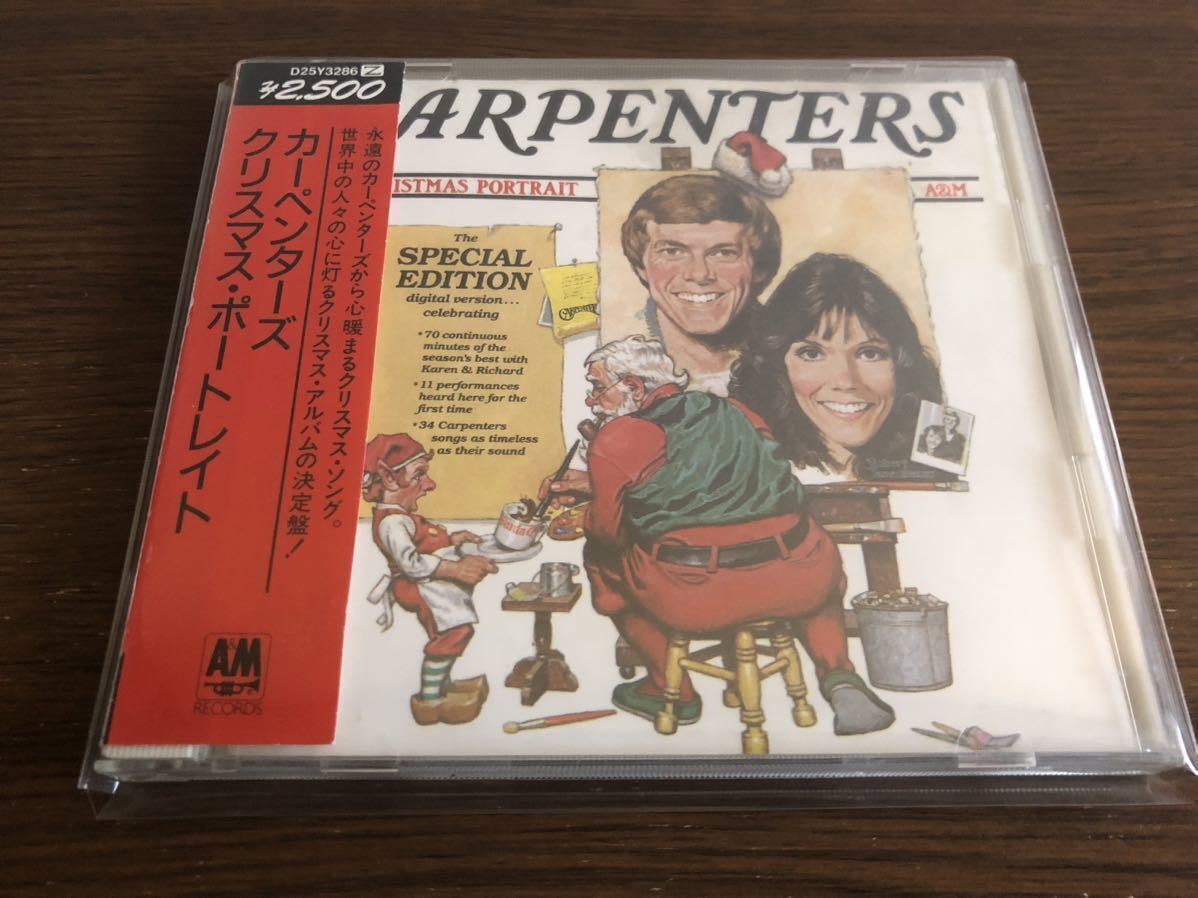 D25Y3286 Z
¥2,500
カーペンターズ
クリスマス・ポートレイト
永遠のカーペンターズから心暖まるクリスマス・ソング。
世界中の人々の心に灯るクリスマス・アルバムの決定盤！
A&M
RECORDS
ARPENTERS
ISTMAS PORTRAIT
A&M
The
SPECIAL
EDITION
digital version...
celebrating
•70 continuous
minutes of the
season's best with
Karen & Richard
•11 performances
heard here for the
first time
•34 Carpenters
songs as timeless
as their sound